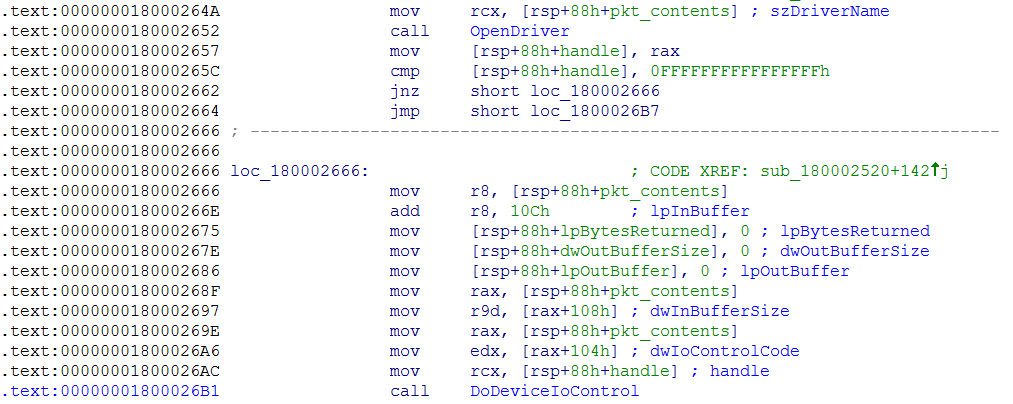 .text:000000018000264A mov rcx, [rsp+88h+pkt_contents] ; szDriverName
.text:0000000180002652 call OpenDriver
.text:0000000180002657 mov [rsp+88h+handle], rax
.text:000000018000265C cmp [rsp+88h+handle], 0FFFFFFFFFFFFFFFFh
.text:0000000180002662 jnz short loc_180002666
.text:0000000180002664 jmp short loc_1800026B7
.text:0000000180002666 ; ---------------------------------------------------------------------------
.text:0000000180002666
.text:0000000180002666 loc_180002666: ; CODE XREF: sub_180002520+142↑j
.text:0000000180002666 mov r8, [rsp+88h+pkt_contents]
.text:000000018000266E add r8, 10Ch ; lpInBuffer
.text:0000000180002675 mov [rsp+88h+lpBytesReturned], 0 ; lpBytesReturned
.text:000000018000267E mov [rsp+88h+dwOutBufferSize], 0 ; dwOutBufferSize
.text:0000000180002686 mov [rsp+88h+lpOutBuffer], 0 ; lpOutBuffer
.text:000000018000268F mov rax, [rsp+88h+pkt_contents]
.text:0000000180002697 mov r9d, [rax+108h] ; dwInBufferSize
.text:000000018000269E mov rax, [rsp+88h+pkt_contents]
.text:00000001800026A6 mov edx, [rax+104h] ; dwIoControlCode
.text:00000001800026AC mov rcx, [rsp+88h+handle] ; handle
.text:00000001800026B1 call DoDeviceIoControl